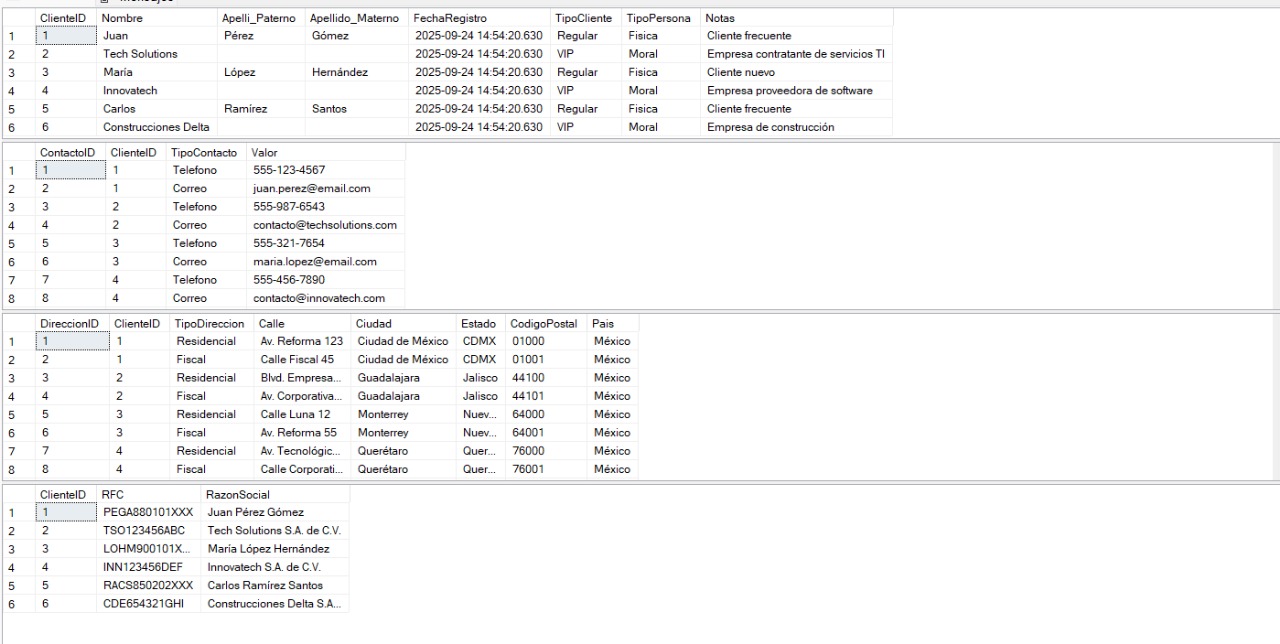 Mensajes
ClienteID Nombre Apelli_Paterno Apellido_Materno FechaRegistro TipoCliente TipoPersona Notas
1 1 Juan Pérez Gómez 2025-09-24 14:54:20.630 Regular Fisica Cliente frecuente
2 2 Tech Solutions 2025-09-24 14:54:20.630 VIP Moral Empresa contratante de servicios TI
3 3 María López Hernández 2025-09-24 14:54:20.630 Regular Fisica Cliente nuevo
4 4 Innovatech 2025-09-24 14:54:20.630 VIP Moral Empresa proveedora de software
5 5 Carlos Ramírez Santos 2025-09-24 14:54:20.630 Regular Fisica Cliente frecuente
6 6 Construcciones Delta 2025-09-24 14:54:20.630 VIP Moral Empresa de construcción
ContactoID ClienteID TipoContacto Valor
1 1 1 Telefono 555-123-4567
2 2 1 Correo juan.perez@email.com
3 3 2 Telefono 555-987-6543
4 4 2 Correo contacto@techsolutions.com
5 5 3 Telefono 555-321-7654
6 6 3 Correo maria.lopez@email.com
7 7 4 Telefono 555-456-7890
8 8 4 Correo contacto@innovatech.com
DireccionID ClienteID TipoDireccion Calle Ciudad Estado CodigoPostal Pais
1 1 1 Residencial Av. Reforma 123 Ciudad de México CDMX 01000 México
2 2 1 Fiscal Calle Fiscal 45 Ciudad de México CDMX 01001 México
3 3 2 Residencial Blvd. Empresa... Guadalajara Jalisco 44100 México
4 4 2 Fiscal Av. Corporativa... Guadalajara Jalisco 44101 México
5 5 3 Residencial Calle Luna 12 Monterrey Nuev... 64000 México
6 6 3 Fiscal Av. Reforma 55 Monterrey Nuev... 64001 México
7 7 4 Residencial Av. Tecnológic... Querétaro Quer... 76000 México
8 8 4 Fiscal Calle Corporati... Querétaro Quer... 76001 México
ClienteID RFC RazonSocial
1 1 PEGA880101XXX Juan Pérez Gómez
2 2 TSO123456ABC Tech Solutions S.A. de C.V.
3 3 LOHM900101X... María López Hernández
4 4 INN123456DEF Innovatech S.A. de C.V.
5 5 RACS850202XXX Carlos Ramírez Santos
6 6 CDE654321GHI Construcciones Delta S.A...